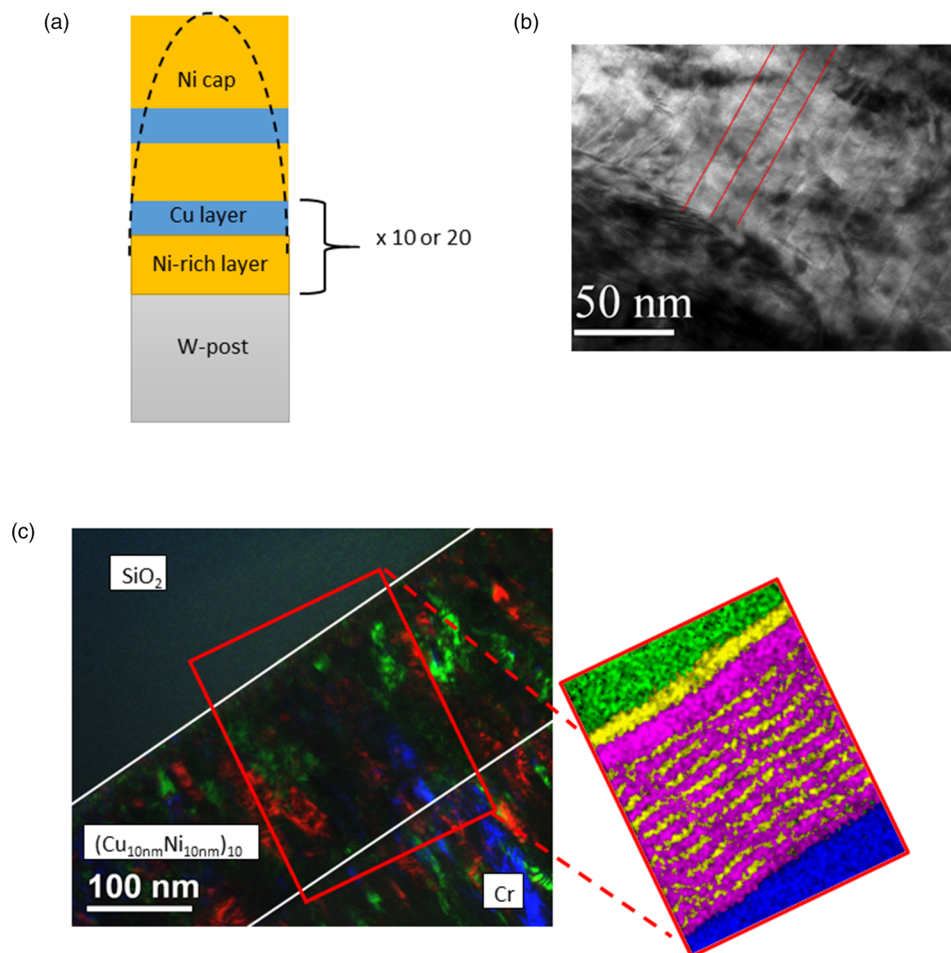 (a)
Ni cap
Cu layer
x 10 or 20
Ni-rich layer
W-post
(b)
50 nm
(c)
SiO₂
(Cu₁₀ₙₘNi₁₀ₙₘ)₁₀
100 nm
Cr